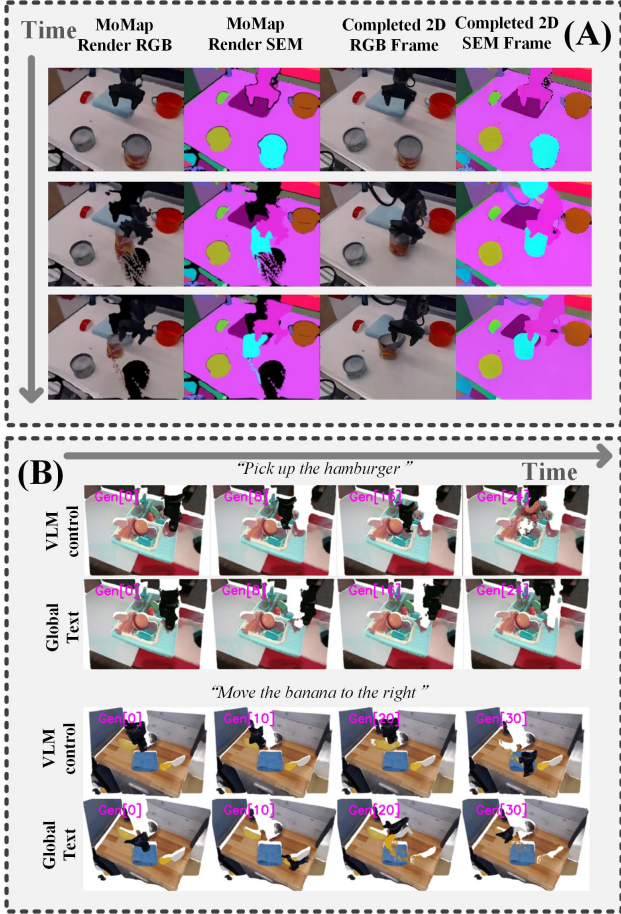 Time
MoMap
Render RGB
MoMap
Render SEM
Completed 2D
RGB Frame
Completed 2D
SEM Frame
(A)
(B)
"Pick up the hamburger"
Time
VLM
control
Gen[0]
Gen[8]
Gen[16]
Gen[24]
Global
Text
Gen[0]
Gen[8]
Gen[16]
Gen[24]
"Move the banana to the right"
VLM
control
Gen[0]
Gen[10]
Gen[20]
Gen[30]
Global
Text
Gen[0]
Gen[10]
Gen[20]
Gen[30]